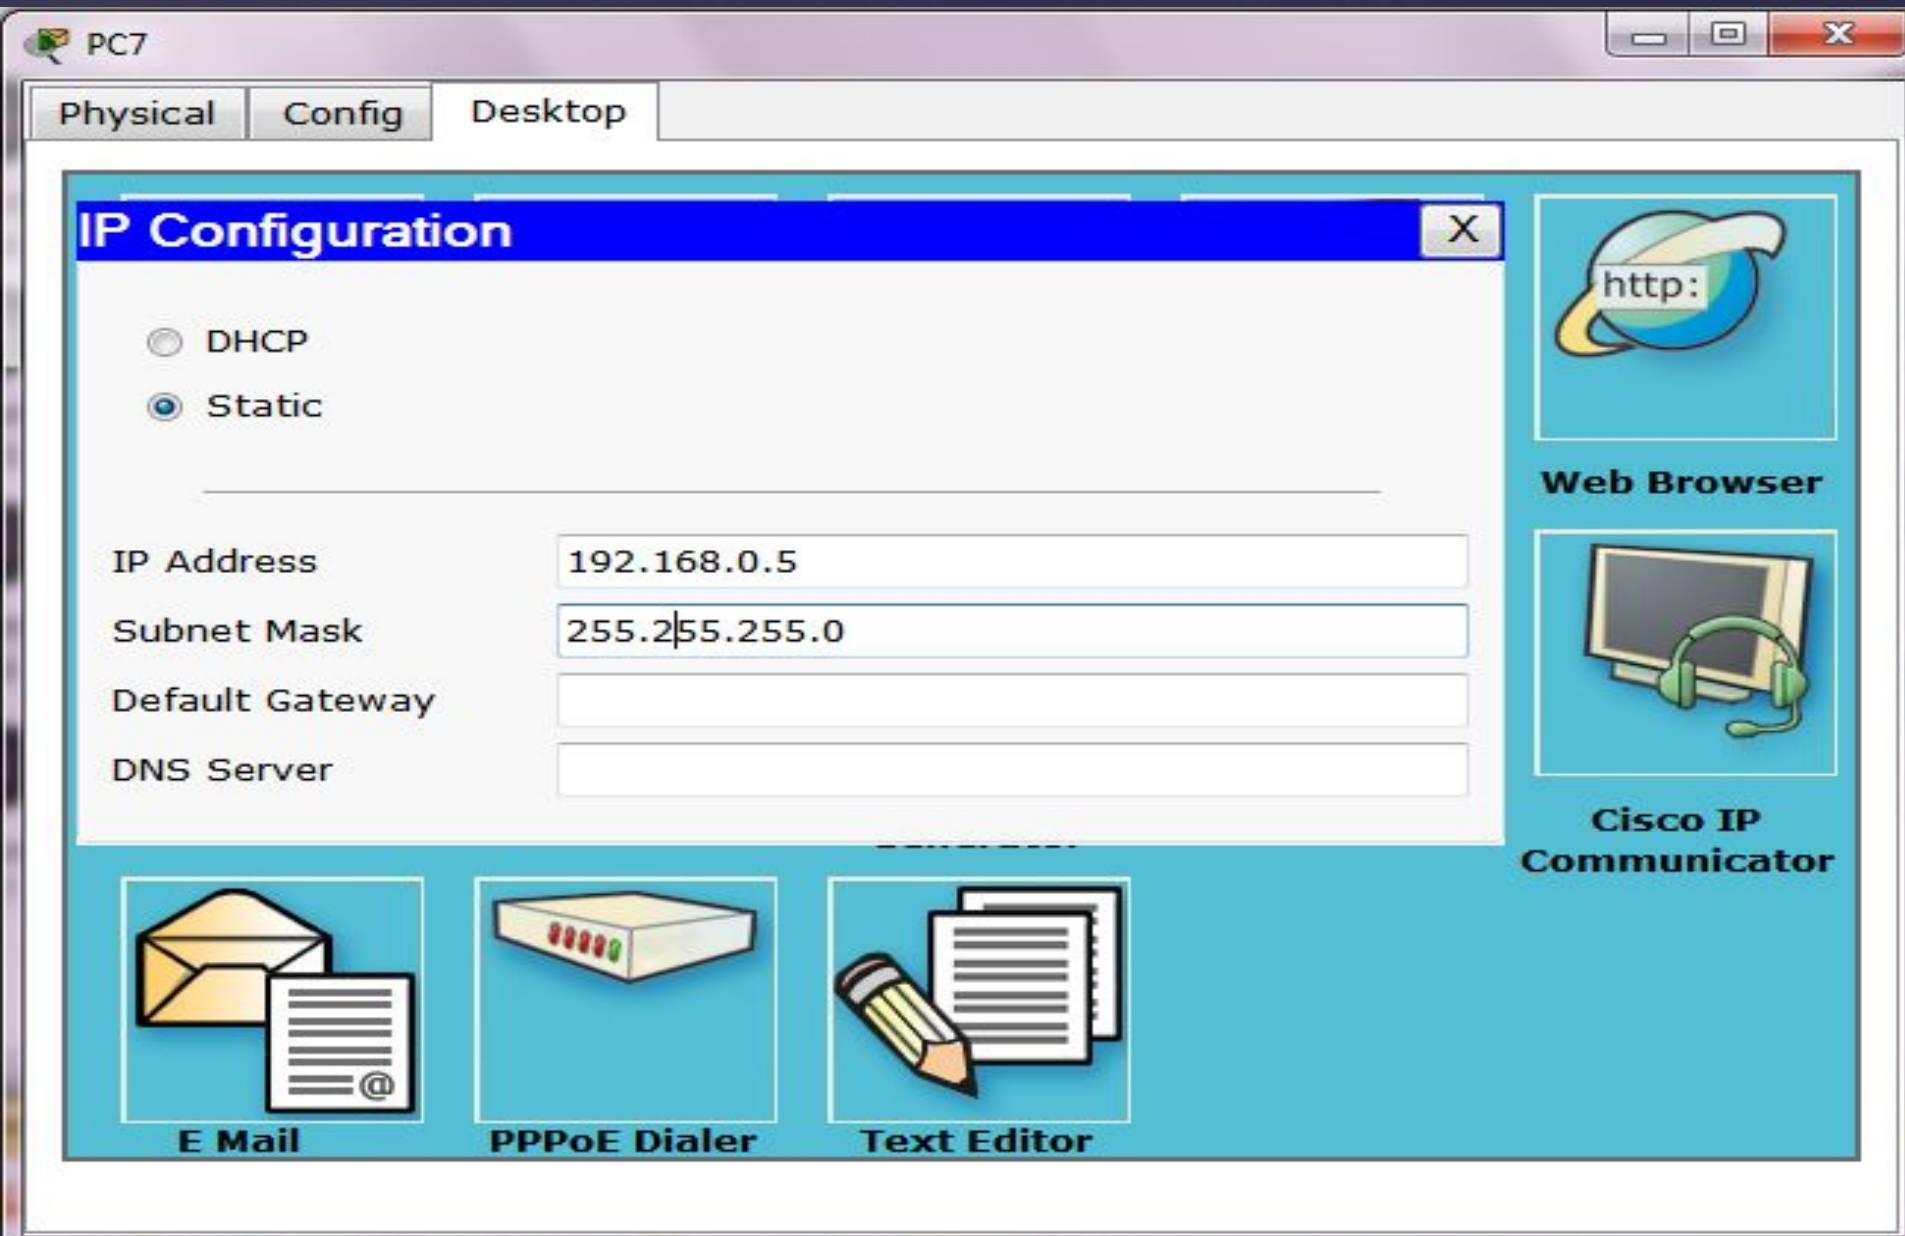 PC7
Physical Config Desktop
IP Configuration X
http:
DHCP
Static
Web Browser
IP Address 192.168.0.5
Subnet Mask 255.255.255.0
Default Gateway
DNS Server
Cisco IP
Communicator
@
E Mail PPPoE Dialer Text Editor